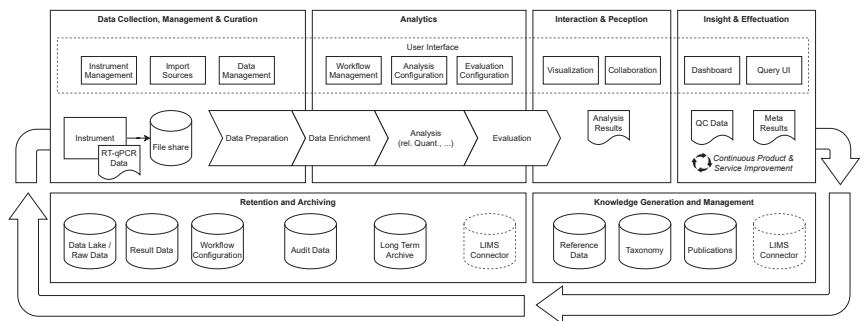 Data Collection, Management & Curation
Analytics
Interaction & Peception
Insight & Effectuation
User Interface
Instrument
Management
Import
Sources
Data
Management
Workflow
Management
Analysis
Configuration
Evaluation
Configuration
Visualization
Collaboration
Dashboard
Query UI
Instrument
RT-qPCR
Data
File share
Data Preparation
Data Enrichment
Analysis
(rel. Quant., ...)
Evaluation
Analysis
Results
QC Data
Meta
Results
Continuous Product &
Service Improvement
Retention and Archiving
Knowledge Generation and Management
Data Lake /
Raw Data
Result Data
Workflow
Configuration
Audit Data
Long Term
Archive
LIMS
Connector
Reference
Data
Taxonomy
Publications
LIMS
Connector